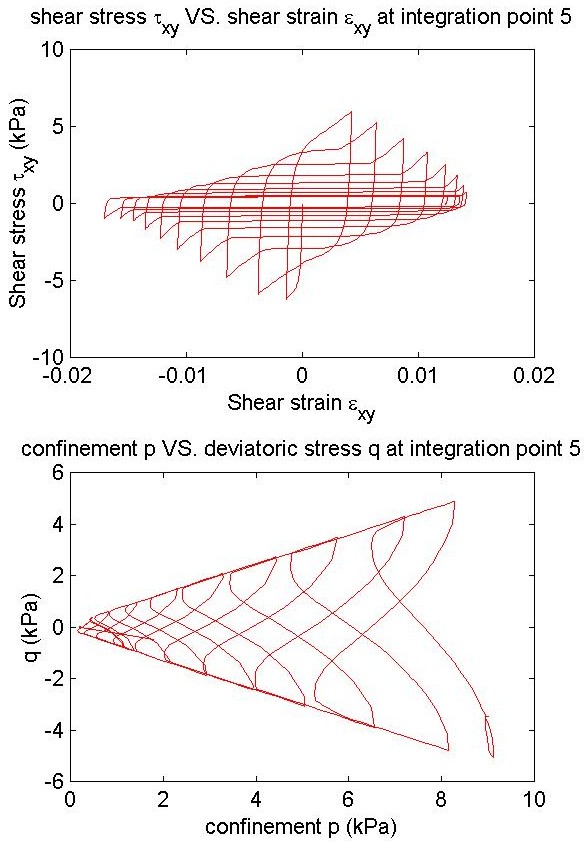 shear stress τxy VS. shear strain εxy at integration point 5
10
5
0
-5
-10
Shear stress τxy (kPa)
-0.02 -0.01 0 0.01 0.02
Shear strain εxy
confinement p VS. deviatoric stress q at integration point 5
6
4
2
0
-2
-4
-6
q (kPa)
0 2 4 6 8 10
confinement p (kPa)